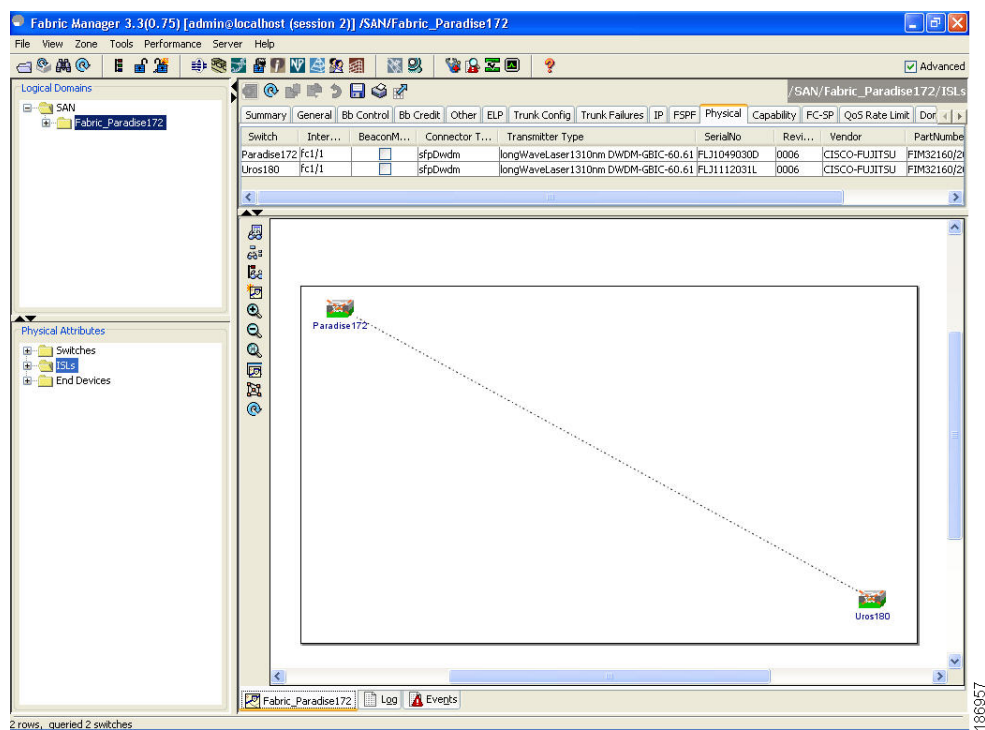 Fabric Manager 3.3(0.75) [admin@localhost (session 2)] /SAN/Fabric_Paradise172
File View Zone Tools Performance Server Help
Advanced
Logical Domains
SAN
Fabric_Paradise172
/SAN/Fabric_Paradise172/ISLs
Summary General Bb Control Bb Credit Other ELP Trunk Config Trunk Failures IP FSPF Physical Capability FC-SP QoS Rate Limit Dor
Switch Inter... BeaconM... Connector T... Transmitter Type SerialNo Revi... Vendor PartNumbe
Paradise172 fc1/1 sfpDwdm longWaveLaser1310nm DWDM-GBIC-60.61 FLJ1049030D 0006 CISCO-FUJITSU FIM32160/2
Uros180 fc1/1 sfpDwdm longWaveLaser1310nm DWDM-GBIC-60.61 FLJ1112031L 0006 CISCO-FUJITSU FIM32160/2
Physical Attributes
Switches
ISLs
End Devices
Paradise172
Uros180
Fabric_Paradise172 Log Events
2 rows, queried 2 switches
186957